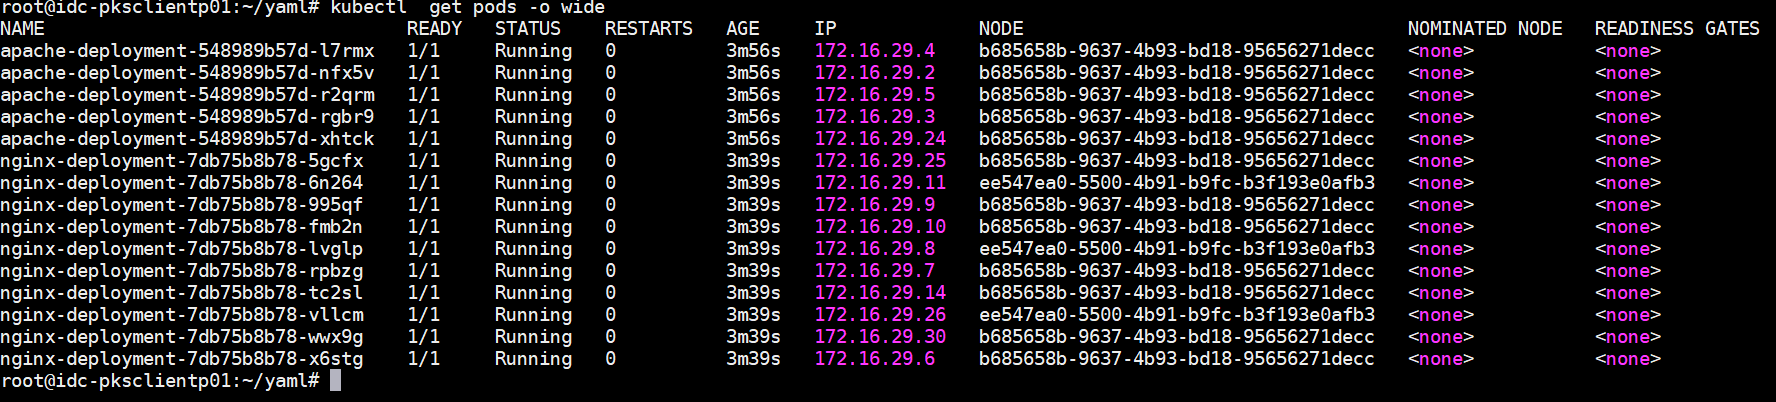 root@idc-pksclientp01:~/yaml# kubectl  get pods -o wide
NAME                                 READY   STATUS    RESTARTS   AGE     IP             NODE                                   NOMINATED NODE   READINESS GATES
apache-deployment-548989b57d-l7rmx   1/1     Running   0          3m56s   172.16.29.4    b685658b-9637-4b93-bd18-95656271decc   <none>           <none>
apache-deployment-548989b57d-nfx5v   1/1     Running   0          3m56s   172.16.29.2    b685658b-9637-4b93-bd18-95656271decc   <none>           <none>
apache-deployment-548989b57d-r2qrm   1/1     Running   0          3m56s   172.16.29.5    b685658b-9637-4b93-bd18-95656271decc   <none>           <none>
apache-deployment-548989b57d-rgbr9   1/1     Running   0          3m56s   172.16.29.3    b685658b-9637-4b93-bd18-95656271decc   <none>           <none>
apache-deployment-548989b57d-xhtck   1/1     Running   0          3m56s   172.16.29.24   b685658b-9637-4b93-bd18-95656271decc   <none>           <none>
nginx-deployment-7db75b8b78-5gcfx    1/1     Running   0          3m39s   172.16.29.25   b685658b-9637-4b93-bd18-95656271decc   <none>           <none>
nginx-deployment-7db75b8b78-6n264    1/1     Running   0          3m39s   172.16.29.11   ee547ea0-5500-4b91-b9fc-b3f193e0afb3   <none>           <none>
nginx-deployment-7db75b8b78-995qf    1/1     Running   0          3m39s   172.16.29.9    b685658b-9637-4b93-bd18-95656271decc   <none>           <none>
nginx-deployment-7db75b8b78-fmb2n    1/1     Running   0          3m39s   172.16.29.10   b685658b-9637-4b93-bd18-95656271decc   <none>           <none>
nginx-deployment-7db75b8b78-lvglp    1/1     Running   0          3m39s   172.16.29.8    ee547ea0-5500-4b91-b9fc-b3f193e0afb3   <none>           <none>
nginx-deployment-7db75b8b78-rpbzg    1/1     Running   0          3m39s   172.16.29.7    b685658b-9637-4b93-bd18-95656271decc   <none>           <none>
nginx-deployment-7db75b8b78-tc2sl    1/1     Running   0          3m39s   172.16.29.14   b685658b-9637-4b93-bd18-95656271decc   <none>           <none>
nginx-deployment-7db75b8b78-vllcm    1/1     Running   0          3m39s   172.16.29.26   ee547ea0-5500-4b91-b9fc-b3f193e0afb3   <none>           <none>
nginx-deployment-7db75b8b78-wwx9g    1/1     Running   0          3m39s   172.16.29.30   b685658b-9637-4b93-bd18-95656271decc   <none>           <none>
nginx-deployment-7db75b8b78-x6stg    1/1     Running   0          3m39s   172.16.29.6    b685658b-9637-4b93-bd18-95656271decc   <none>           <none>
root@idc-pksclientp01:~/yaml#